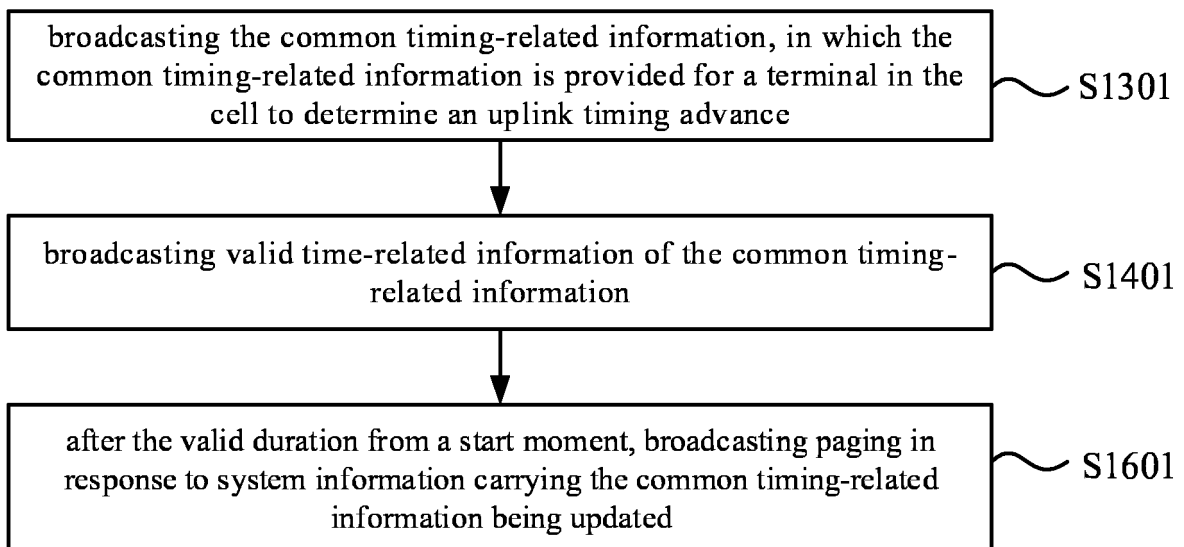 broadcasting the common timing-related information, in which the
common timing-related information is provided for a terminal in the
cell to determine an uplink timing advance
S1301
broadcasting valid time-related information of the common timing-
related information
S1401
after the valid duration from a start moment, broadcasting paging in
response to system information carrying the common timing-related
information being updated
S1601